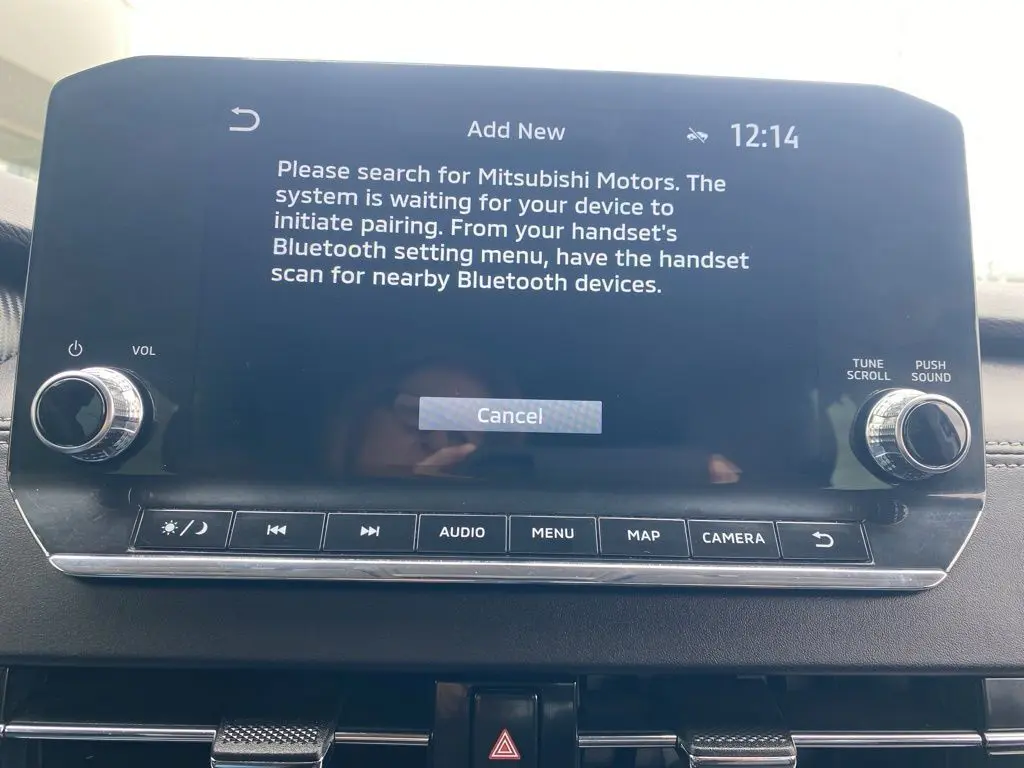 Add New
12:14
Please search for Mitsubishi Motors. The
system is waiting for your device to
initiate pairing. From your handset's
Bluetooth setting menu, have the handset
scan for nearby Bluetooth devices.
VOL
TUNE
SCROLL
PUSH
SOUND
Cancel
AUDIO
MENU
MAP
CAMERA